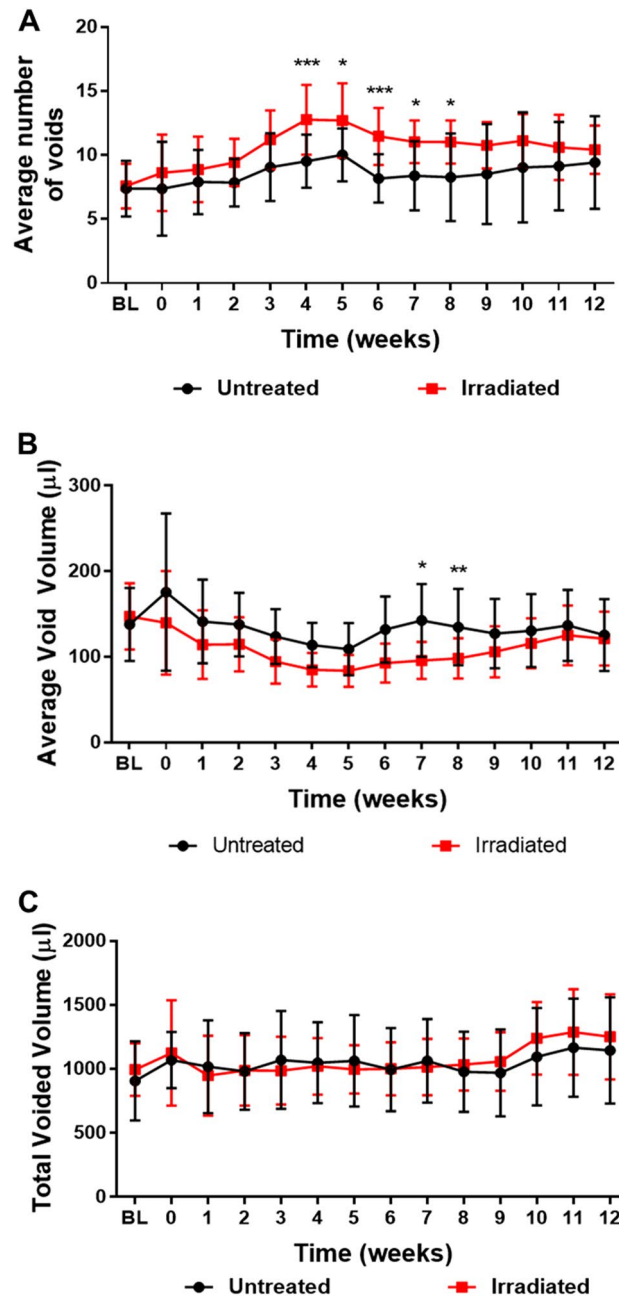 A
Average number
of voids
20
15
10
5
0
*** * *** * *
BL 0 1 2 3 4 5 6 7 8 9 10 11 12
Time (weeks)
Untreated Irradiated
B
Average Void Volume (μl)
300
200
100
0
* **
BL 0 1 2 3 4 5 6 7 8 9 10 11 12
Time (weeks)
Untreated Irradiated
C
Total Voided Volume (μl)
2000
1500
1000
500
0
BL 0 1 2 3 4 5 6 7 8 9 10 11 12
Time (weeks)
Untreated Irradiated